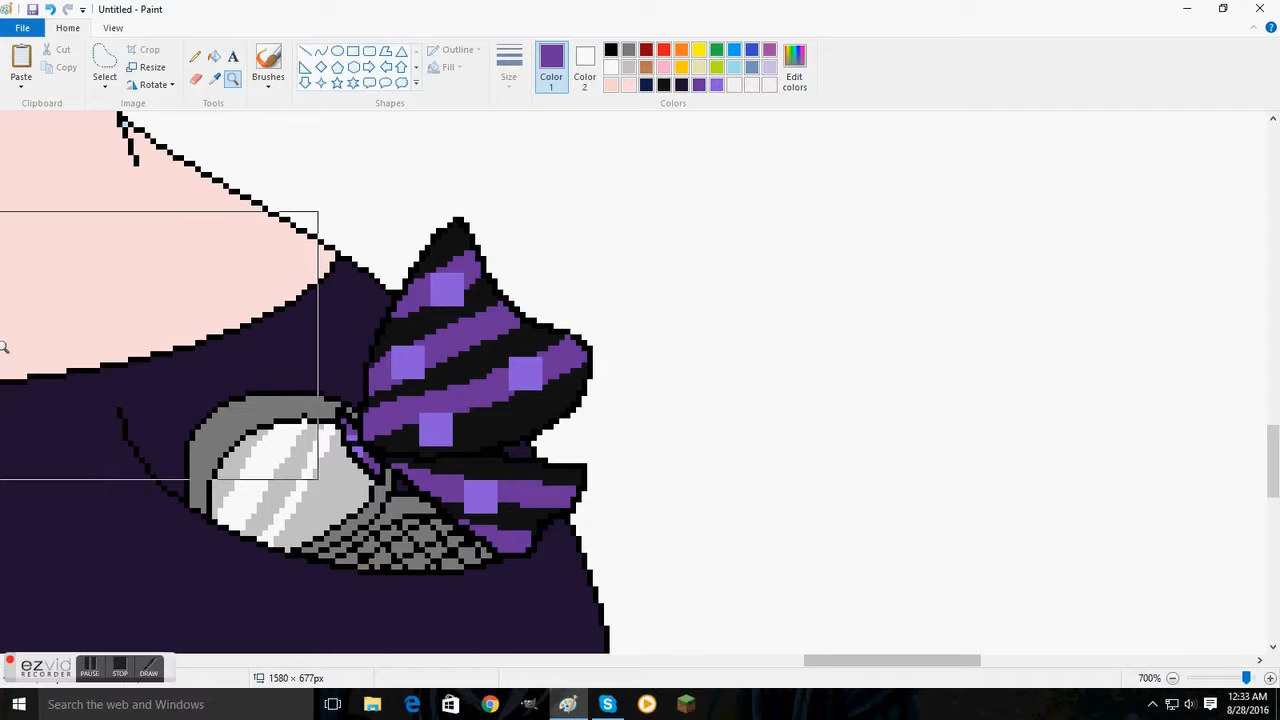 Untitled - Paint
File Home View
Paste
Cut
Copy
Clipboard
Select
Crop
Resize
Rotate
Image
A
Tools
Brushes
Outline
Fill
Shapes
Size
Color 1
Color 2
Edit colors
Colors
ezvid
RECORDER
PAUSE
STOP
DRAW
1580 × 677px
700%
Search the web and Windows
12:33 AM
8/28/2016